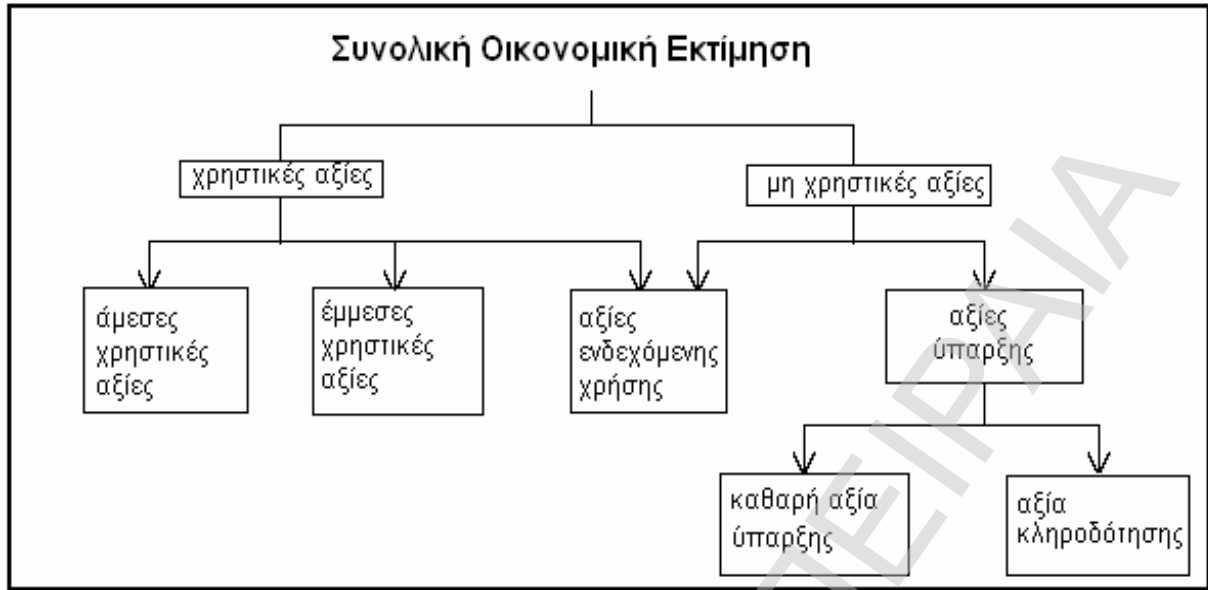 Συνολική Οικονομική Εκτίμηση
χρηστικές αξίες
μη χρηστικές αξίες
άμεσες
χρηστικές
αξίες
έμμεσες
χρηστικές
αξίες
αξίες
ενδεχόμενης
χρήσης
αξίες
ύπαρξης
καθαρή αξία
ύπαρξης
αξία
κληροδότησης
ΠΕΙΡΑΙΑ